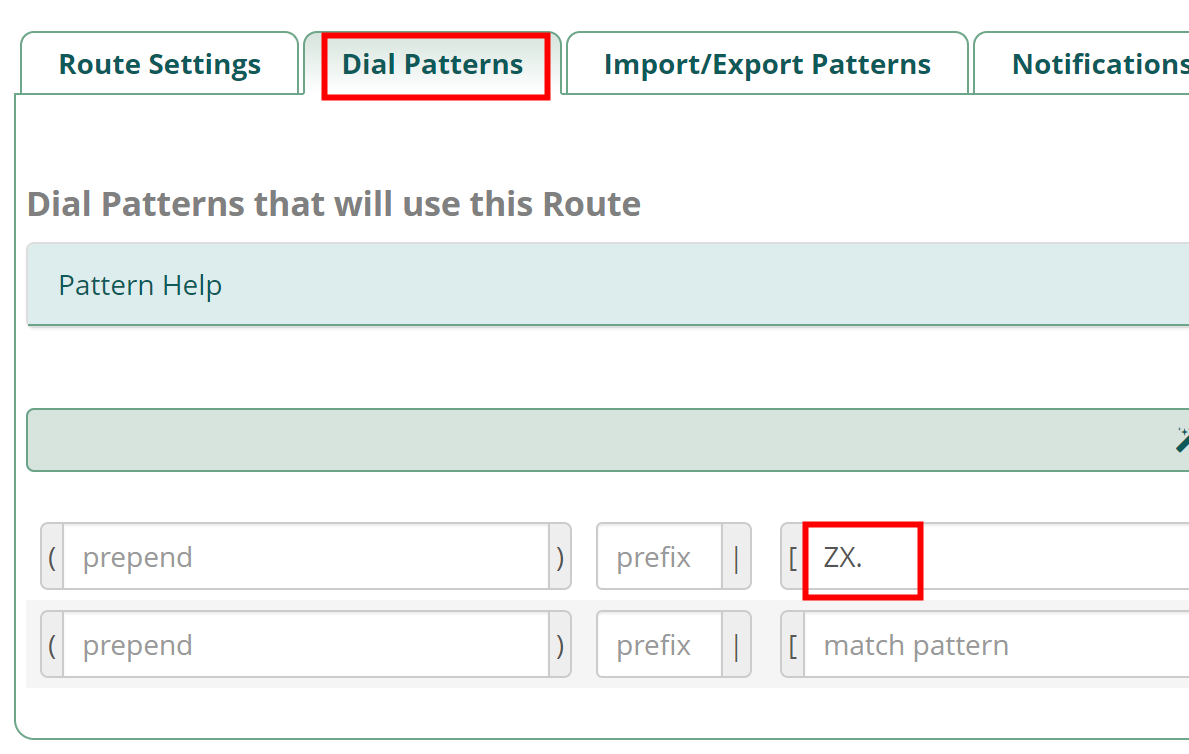 Route Settings Dial Patterns Import/Export Patterns Notifications
Dial Patterns that will use this Route
Pattern Help
( prepend ) prefix | [ ZX.
( prepend ) prefix | [ match pattern